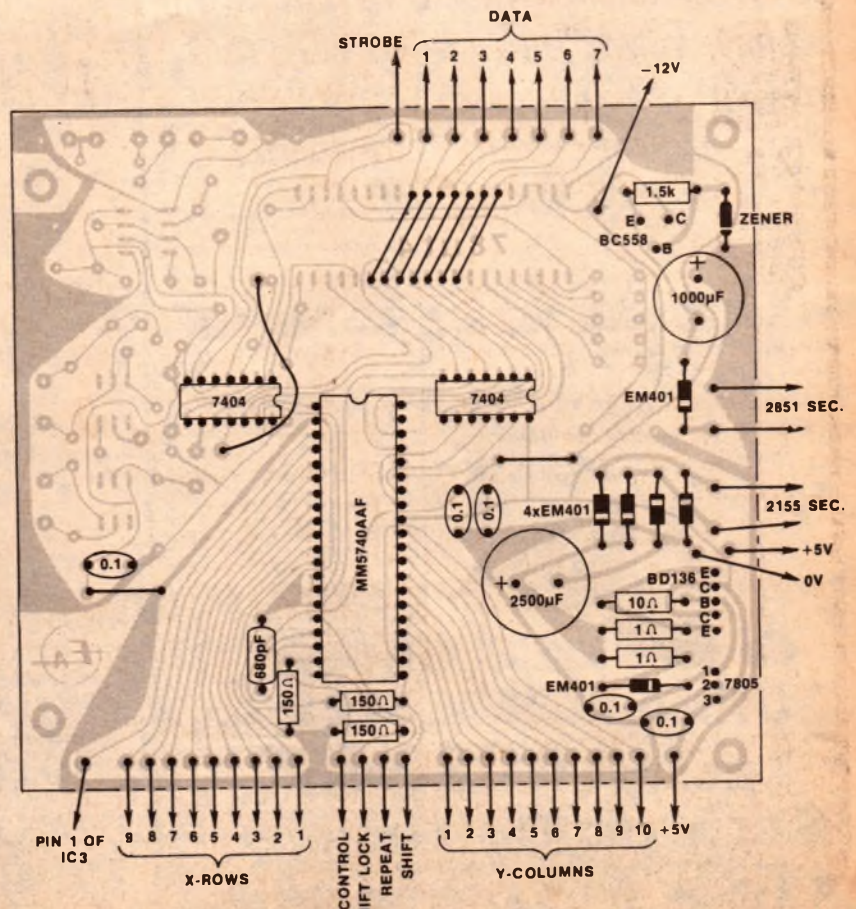 DATA
STROBE 1 2 3 4 5 6 7
-12V
1.5k
E C ZENER
BC558
B
+
1000µF
7404 7404 EM401
2851 SEC.
MM5740AAF
0.1 0.1 4xEM401
2155 SEC.
+5V
0V
0.1
+ 2500µF
BD136 E
C
10Ω B
C
1Ω E
1Ω
680pF
150Ω
150Ω
150Ω
EM401
1
2 7805
3
0.1
0.1
EA
PIN 1 OF
IC3
9 8 7 6 5 4 3 2 1
X-ROWS
CONTROL
IFT LOCK
REPEAT
SHIFT
1 2 3 4 5 6 7 8 9 10 +5V
Y-COLUMNS